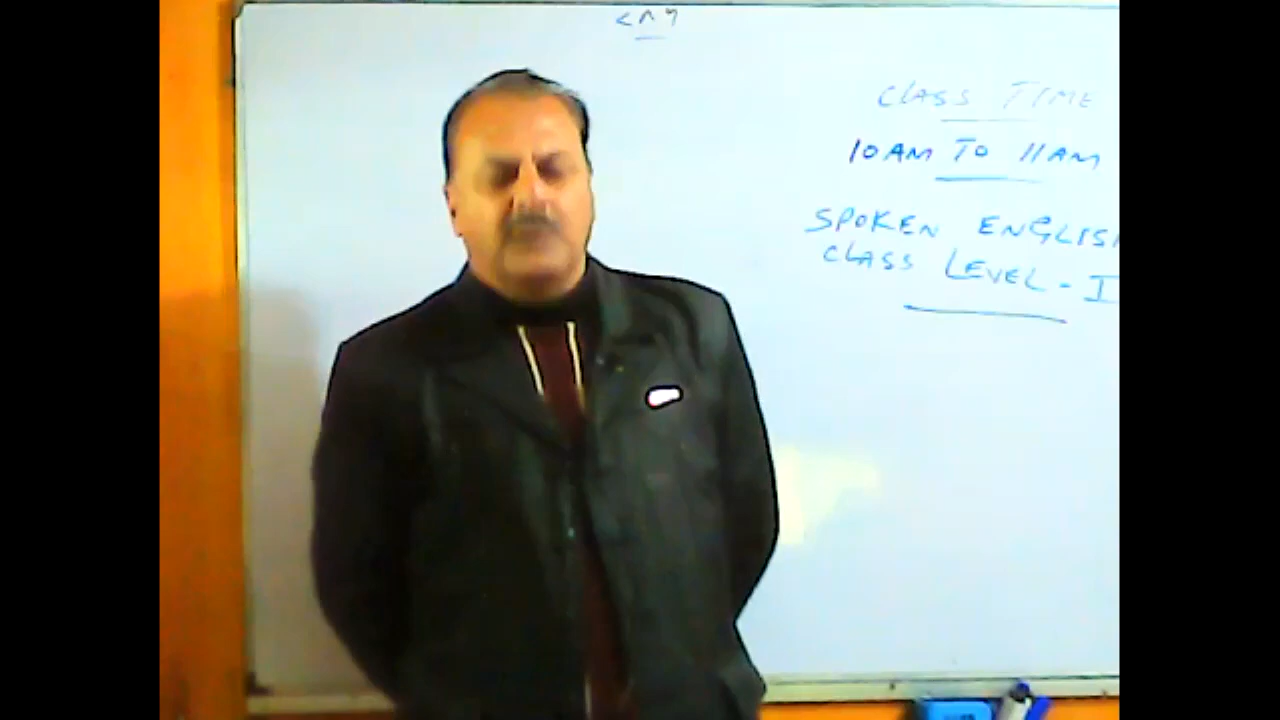 CLASS TIME
10AM TO 11AM
SPOKEN ENGLISH
CLASS LEVEL - I